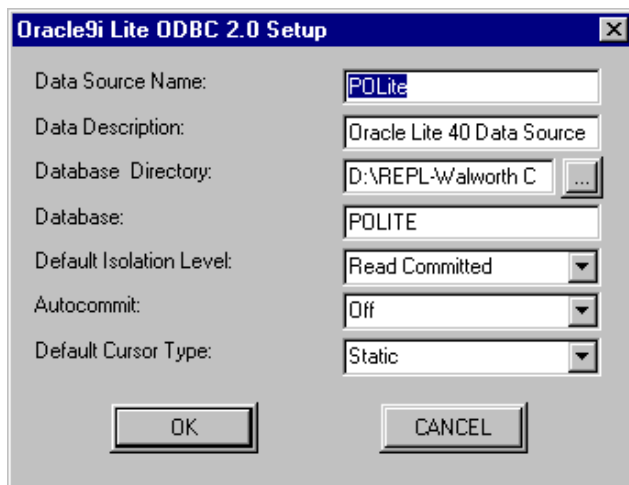 Oracle9i Lite ODBC 2.0 Setup
Data Source Name: POLite
Data Description: Oracle Lite 40 Data Source
Database Directory: D:\REPL-Walworth C ...
Database: POLITE
Default Isolation Level: Read Committed
Autocommit: Off
Default Cursor Type: Static
OK CANCEL